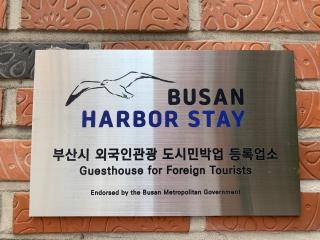 BUSAN
HARBOR STAY
부산시 외국인관광 도시민박업 등록업소
Guesthouse for Foreign Tourists
Endorsed by the Busan Metropolitan Government